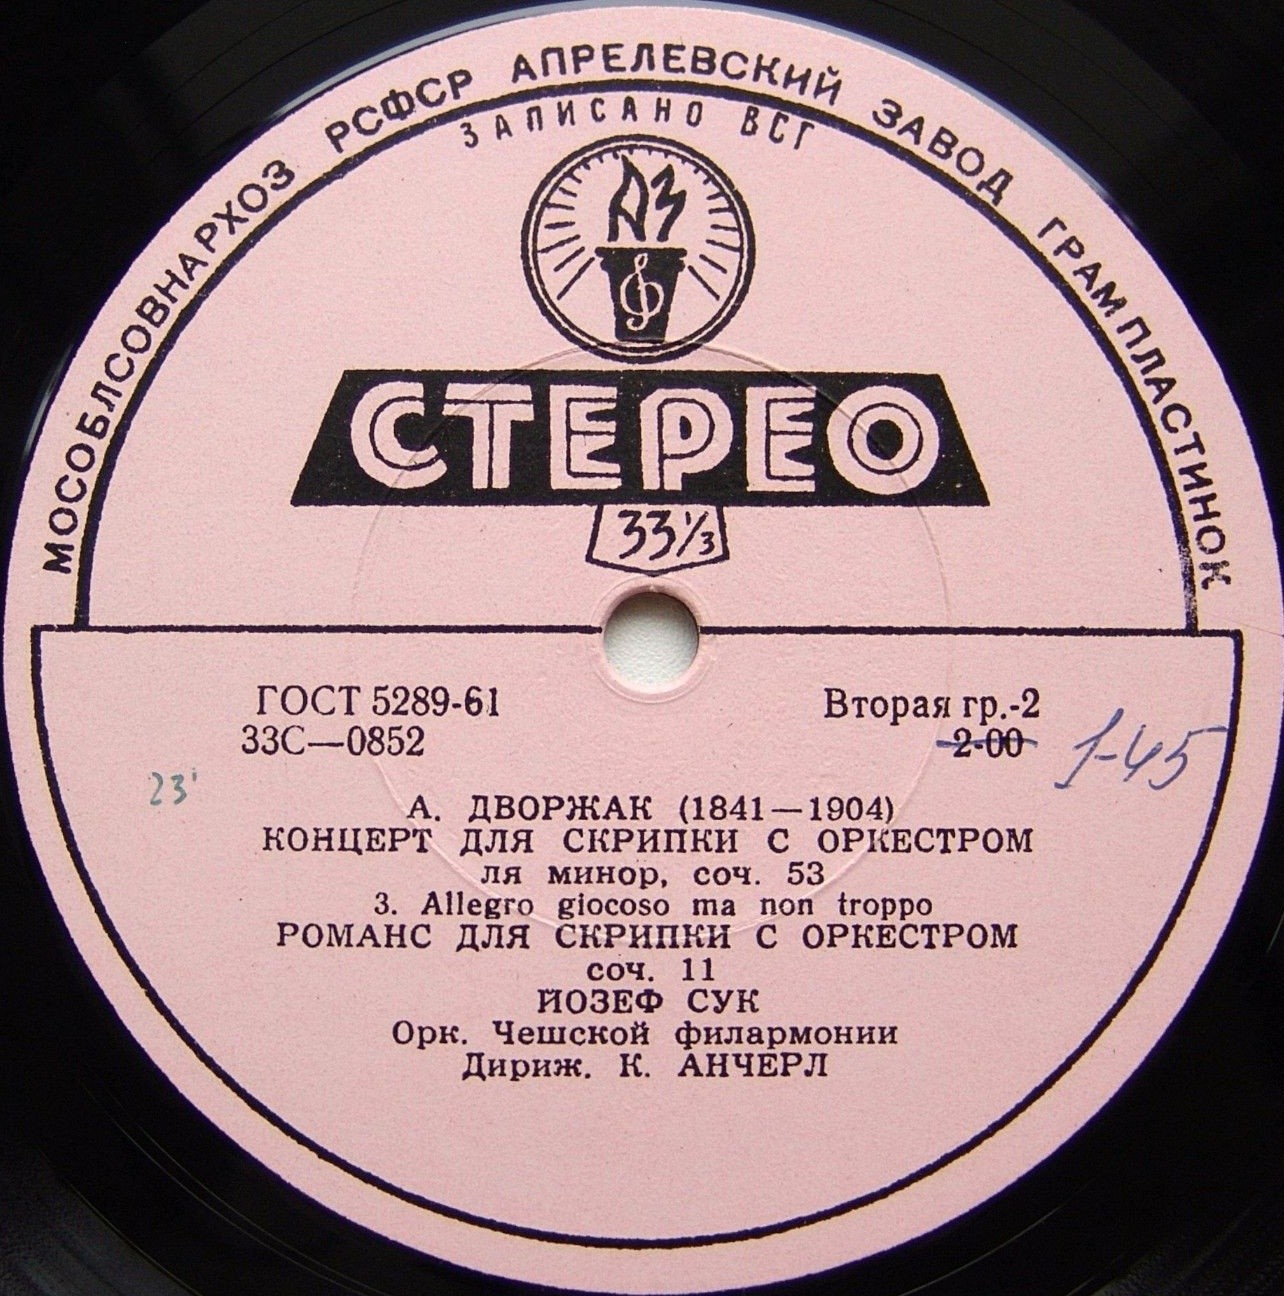 МОСОБЛСОВНАРХОЗ РСФСР АПРЕЛЕВСКИЙ ЗАВОД ГРАМПЛАСТИНОК
ЗАПИСАНО ВСГ
АЗ
СТЕРЕО
33⅓
ГОСТ 5289-61 Вторая гр.-2
33С—0852 2-00 1-45
23'
А. ДВОРЖАК (1841—1904)
КОНЦЕРТ ДЛЯ СКРИПКИ С ОРКЕСТРОМ
ля минор, соч. 53
3. Allegro giocoso ma non troppo
РОМАНС ДЛЯ СКРИПКИ С ОРКЕСТРОМ
соч. 11
ЙОЗЕФ СУК
Орк. Чешской филармонии
Дириж. К. АНЧЕРЛ